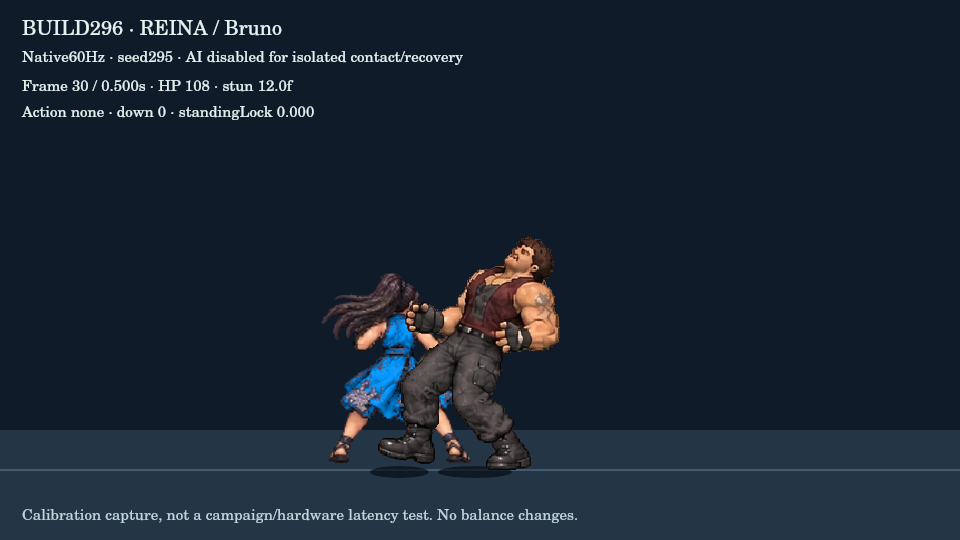 BUILD296 · REINA / Bruno
Native60Hz · seed295 · AI disabled for isolated contact/recovery
Frame 30 / 0.500s · HP 108 · stun 12.0f
Action none · down 0 · standingLock 0.000
Calibration capture, not a campaign/hardware latency test. No balance changes.